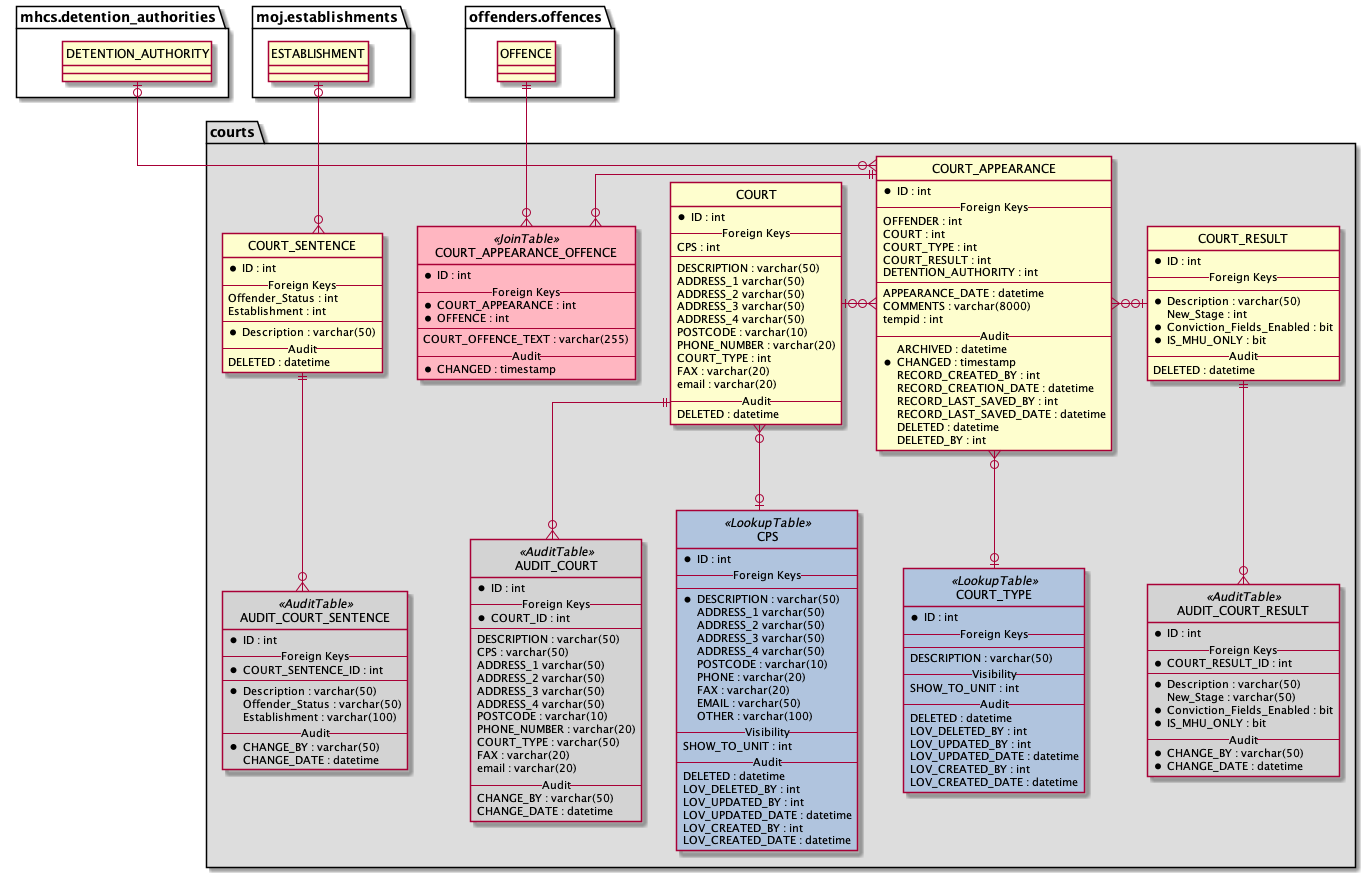 mhcs.detention_authorities
DETENTION_AUTHORITY
moj.establishments
ESTABLISHMENT
offenders.offences
OFFENCE
courts
COURT_SENTENCE
ID : int
Foreign Keys
Offender_Status : int
Establishment : int
Description : varchar(50)
Audit
DELETED : datetime
«JoinTable»
COURT_APPEARANCE_OFFENCE
ID : int
Foreign Keys
COURT_APPEARANCE : int
OFFENCE : int
COURT_OFFENCE_TEXT : varchar(255)
Audit
CHANGED : timestamp
COURT
ID : int
Foreign Keys
CPS : int
DESCRIPTION : varchar(50)
ADDRESS_1 varchar(50)
ADDRESS_2 varchar(50)
ADDRESS_3 varchar(50)
ADDRESS_4 varchar(50)
POSTCODE : varchar(10)
PHONE_NUMBER : varchar(20)
COURT_TYPE : int
FAX : varchar(20)
email : varchar(20)
Audit
DELETED : datetime
COURT_APPEARANCE
ID : int
Foreign Keys
OFFENDER : int
COURT : int
COURT_TYPE : int
COURT_RESULT : int
DETENTION_AUTHORITY : int
APPEARANCE_DATE : datetime
COMMENTS : varchar(8000)
tempid : int
Audit
ARCHIVED : datetime
CHANGED : timestamp
RECORD_CREATED_BY : int
RECORD_CREATION_DATE : datetime
RECORD_LAST_SAVED_BY : int
RECORD_LAST_SAVED_DATE : datetime
DELETED : datetime
DELETED_BY : int
COURT_RESULT
ID : int
Foreign Keys
Description : varchar(50)
New_Stage : int
Conviction_Fields_Enabled : bit
IS_MHU_ONLY : bit
Audit
DELETED : datetime
«AuditTable»
AUDIT_COURT_SENTENCE
ID : int
Foreign Keys
COURT_SENTENCE_ID : int
Description : varchar(50)
Offender_Status : varchar(50)
Establishment : varchar(100)
Audit
CHANGE_BY : varchar(50)
CHANGE_DATE : datetime
«AuditTable»
AUDIT_COURT
ID : int
Foreign Keys
COURT_ID : int
DESCRIPTION : varchar(50)
CPS : varchar(50)
ADDRESS_1 varchar(50)
ADDRESS_2 varchar(50)
ADDRESS_3 varchar(50)
ADDRESS_4 varchar(50)
POSTCODE : varchar(10)
PHONE_NUMBER : varchar(20)
COURT_TYPE : varchar(50)
FAX : varchar(20)
email : varchar(20)
Audit
CHANGE_BY : varchar(50)
CHANGE_DATE : datetime
«LookupTable»
CPS
ID : int
Foreign Keys
DESCRIPTION : varchar(50)
ADDRESS_1 varchar(50)
ADDRESS_2 varchar(50)
ADDRESS_3 varchar(50)
ADDRESS_4 varchar(50)
POSTCODE : varchar(10)
PHONE : varchar(20)
FAX : varchar(20)
EMAIL : varchar(50)
OTHER : varchar(100)
Visibility
SHOW_TO_UNIT : int
Audit
DELETED : datetime
LOV_DELETED_BY : int
LOV_UPDATED_BY : int
LOV_UPDATED_DATE : datetime
LOV_CREATED_BY : int
LOV_CREATED_DATE : datetime
«LookupTable»
COURT_TYPE
ID : int
Foreign Keys
DESCRIPTION : varchar(50)
Visibility
SHOW_TO_UNIT : int
Audit
DELETED : datetime
LOV_DELETED_BY : int
LOV_UPDATED_BY : int
LOV_UPDATED_DATE : datetime
LOV_CREATED_BY : int
LOV_CREATED_DATE : datetime
«AuditTable»
AUDIT_COURT_RESULT
ID : int
Foreign Keys
COURT_RESULT_ID : int
Description : varchar(50)
New_Stage : varchar(50)
Conviction_Fields_Enabled : bit
IS_MHU_ONLY : bit
Audit
CHANGE_BY : varchar(50)
CHANGE_DATE : datetime